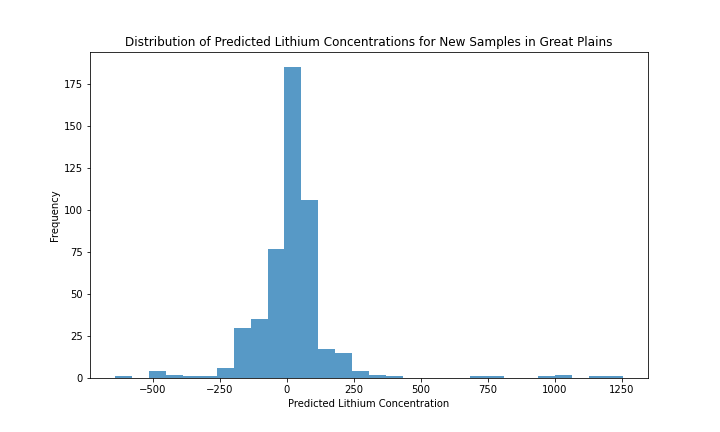 Distribution of Predicted Lithium Concentrations for New Samples in Great Plains
Frequency
175
150
125
100
75
50
25
0
−500 −250 0 250 500 750 1000 1250
Predicted Lithium Concentration